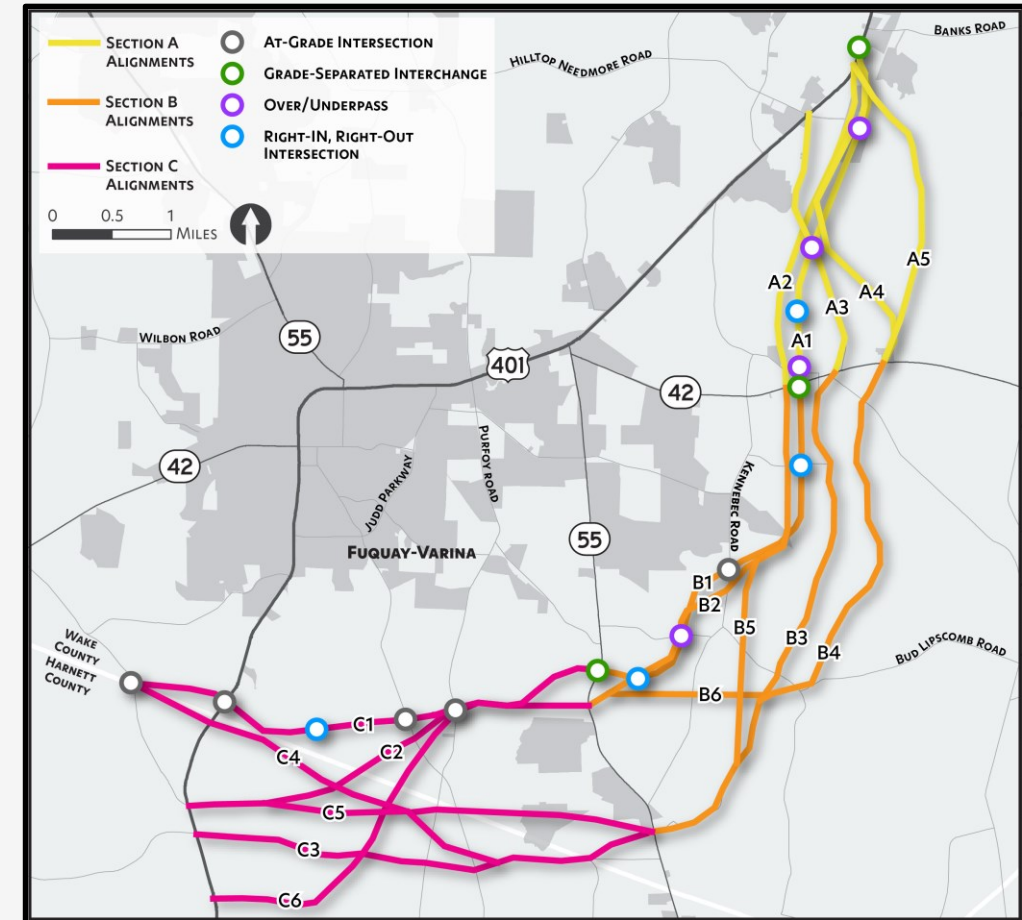 Section A
Alignments
Section B
Alignments
Section C
Alignments
0 0.5 1
Miles
At-Grade Intersection
Grade-Separated Interchange
Over/Underpass
Right-In, Right-Out
Intersection
Banks Road
Hilltop Needmore Road
A5
A2
A4
A3
A1
Wilbon Road
55
401
42
42
Purfoy Road
Judd Parkway
Kennebec Road
Fuquay-Varina
55
B1
B2
B5
B3
B4
Bud Lipscomb Road
Wake
County
Harnett
County
B6
C1
C2
C4
C5
C3
C6